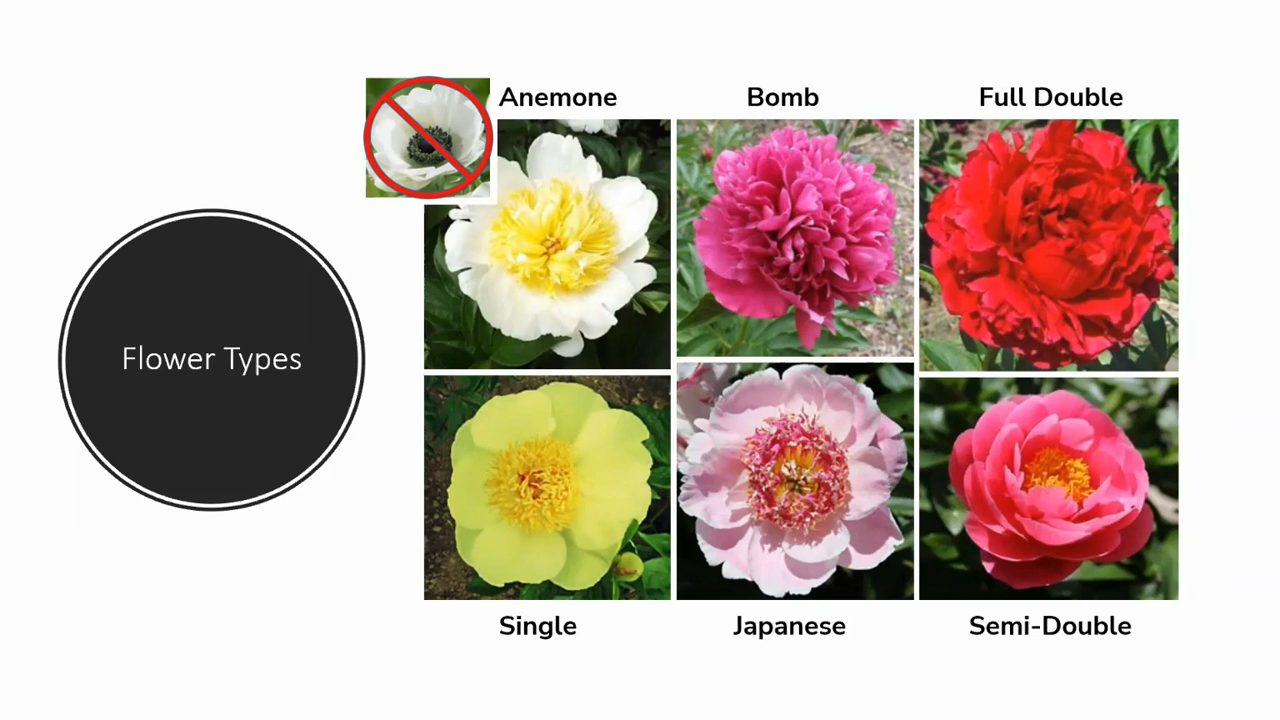 Flower Types
Anemone
Bomb
Full Double
Single
Japanese
Semi-Double